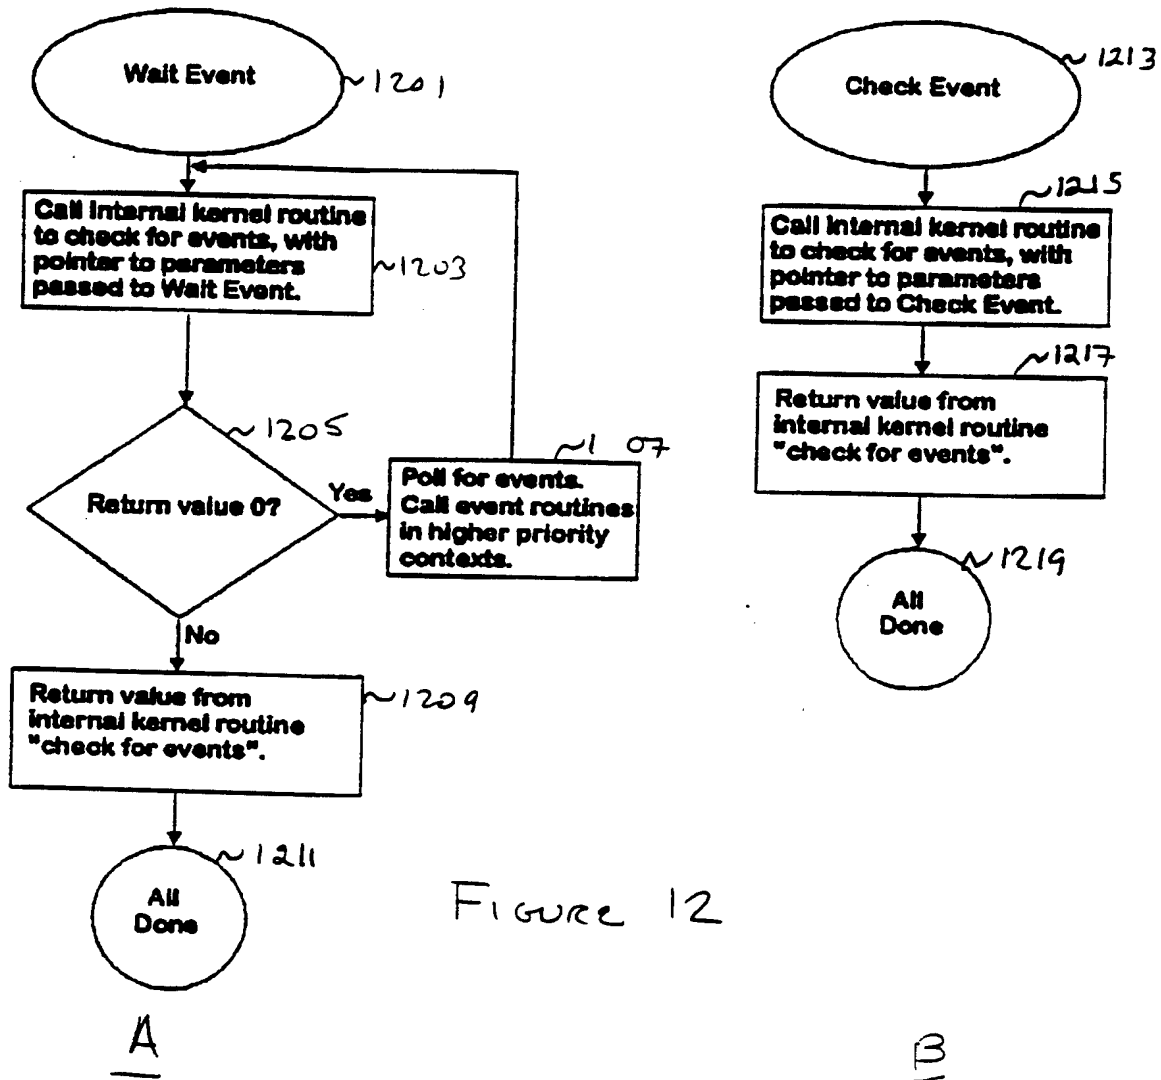 Wait Event
1201
Call internal kernel routine
to check for events, with
pointer to parameters
passed to Wait Event.
1203
1205
Return value 0?
Yes
1 07
Poll for events.
Call event routines
in higher priority
contexts.
No
Return value from
internal kernel routine
"check for events".
1209
1211
All
Done
A
Check Event
1213
1215
Call internal kernel routine
to check for events, with
pointer to parameters
passed to Check Event.
1217
Return value from
internal kernel routine
"check for events".
1219
All
Done
B
Figure 12